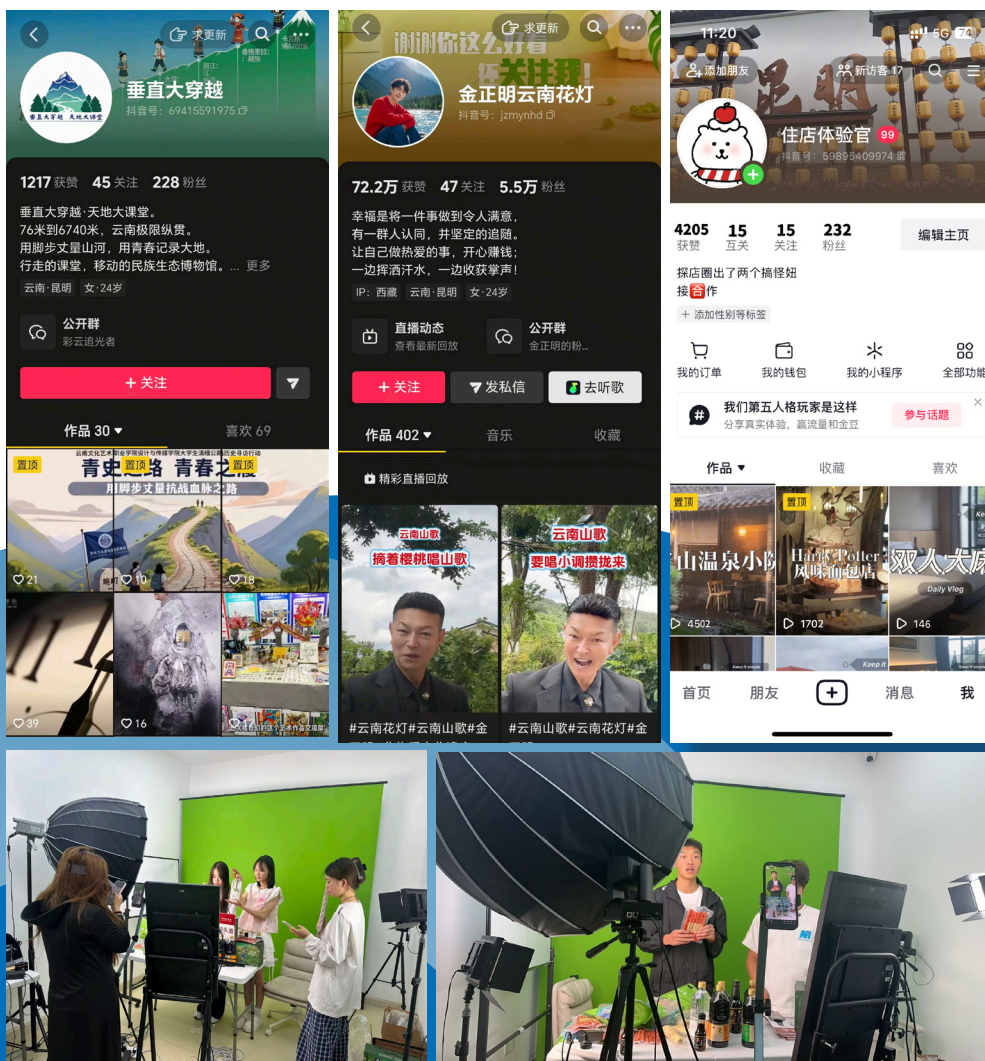 求更新
垂直大穿越
抖音号：69415591975
垂直大穿越 天地大课堂
1217获赞 45关注 228粉丝
垂直大穿越·天地大课堂。
76米到6740米，云南极限纵贯。
用脚步丈量山河，用青春记录大地。
行走的课堂，移动的民族生态博物馆。... 更多
云南·昆明 女·24岁
公开群
彩云追光者
+ 关注
作品 30 喜欢 69
置顶 置顶 置顶
用脚步丈量抗战血脉之路
21 10 18
39 16
求更新
谢谢你这么好看
还关注我!
金正明云南花灯
抖音号：jzmynhd
72.2万获赞 47关注 5.5万粉丝
幸福是将一件事做到令人满意，
有一群人认同，并坚定的追随。
让自己做热爱的事，开心赚钱；
一边挥洒汗水，一边收获掌声！
IP：西藏 云南·昆明 女·24岁
直播动态
查看最新回放
公开群
金正明的粉...
+ 关注 发私信 去听歌
作品 402 音乐 收藏
精彩直播回放
云南山歌
摘着樱桃唱山歌
云南山歌
要唱小调攒拢来
#云南花灯#云南山歌#金
#云南山歌#云南花灯#金
11:20 5G 74
添加朋友 新访客 17
昆明
住店体验官 99
抖音号：59895409974
4205 15 15 232
获赞 互关 关注 粉丝
编辑主页
探店圈出了两个搞怪妞
接合作
+ 添加性别等标签
我的订单 我的钱包 我的小程序 全部功能
# 我们第五人格玩家是这样
分享真实体验，赢流量和金豆
参与话题
作品 收藏 喜欢
置顶 置顶
山温泉小院
Harry Potter
风味面包店
双人大床
Daily Vlog
4502 1702 146
Keep it
首页 朋友 + 消息 我